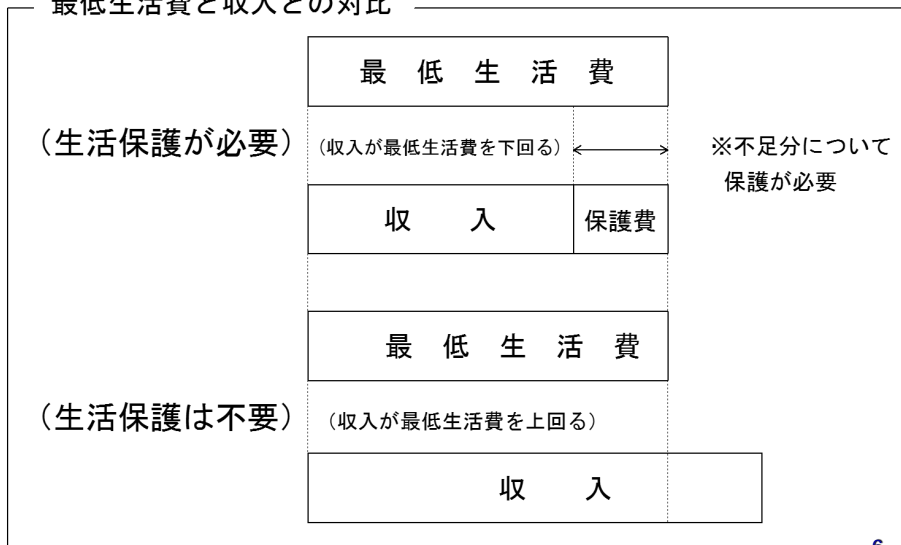 最低生活費と収入との対比
最 低 生 活 費
(生活保護が必要)
(収入が最低生活費を下回る)
※不足分について
保護が必要
収 入
保護費
最 低 生 活 費
(生活保護は不要)
(収入が最低生活費を上回る)
収 入
6